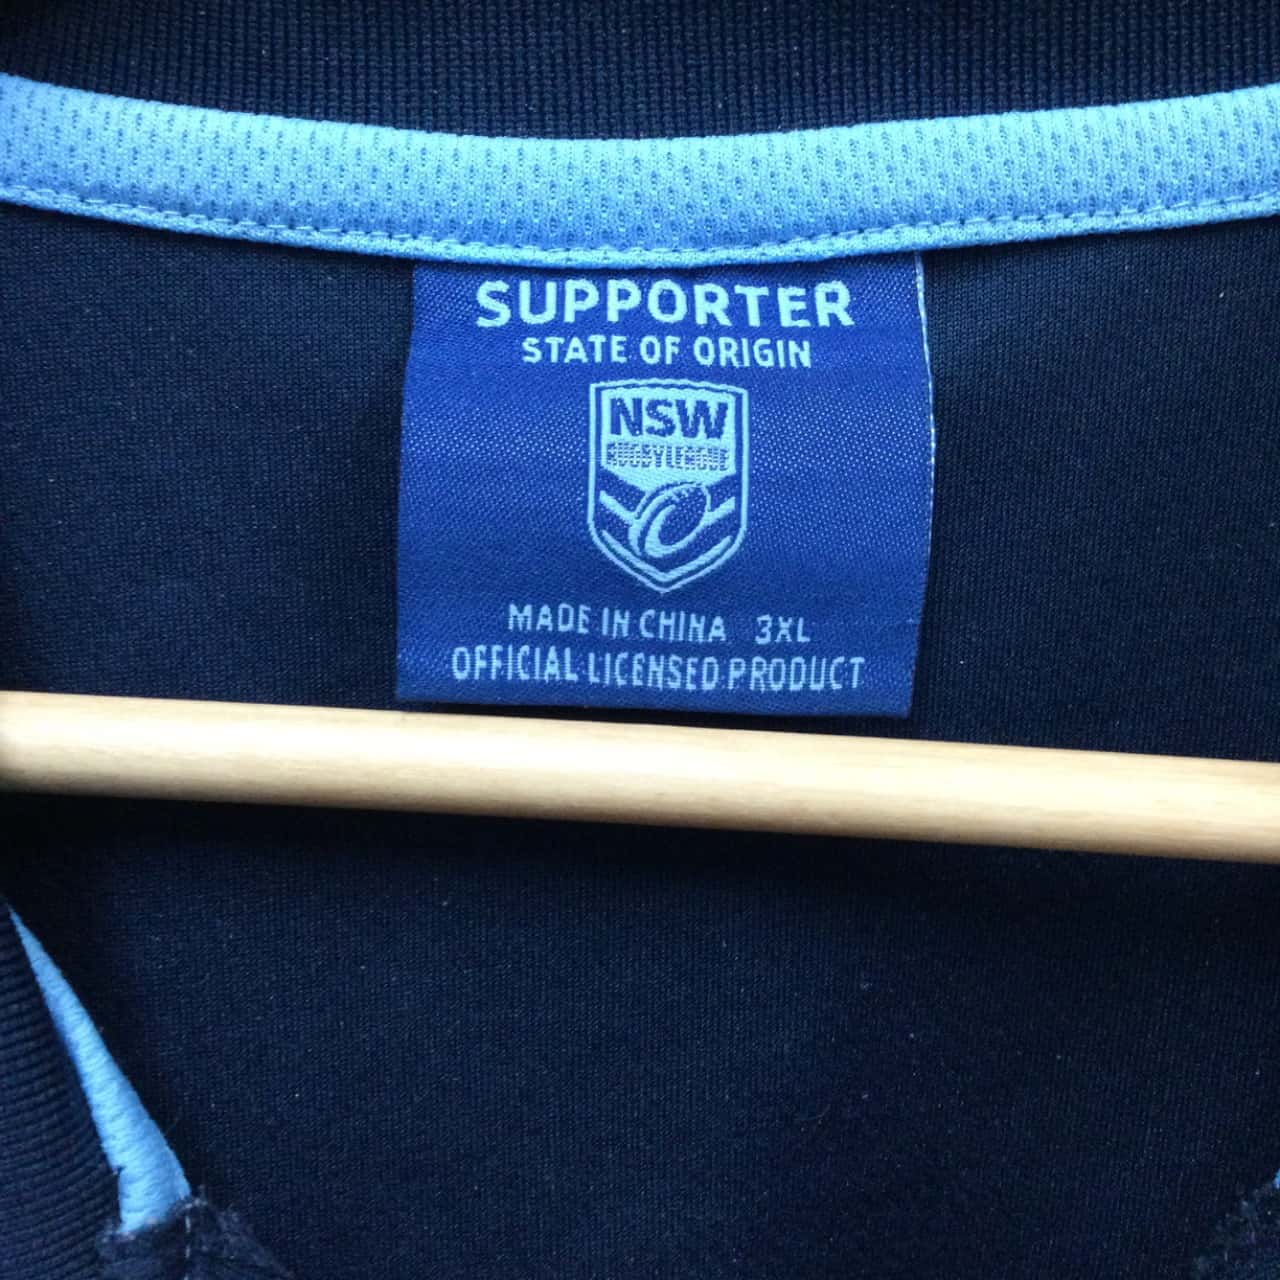 SUPPORTER
STATE OF ORIGIN
NSW
RUGBY LEAGUE
MADE IN CHINA 3XL
OFFICIAL LICENSED PRODUCT